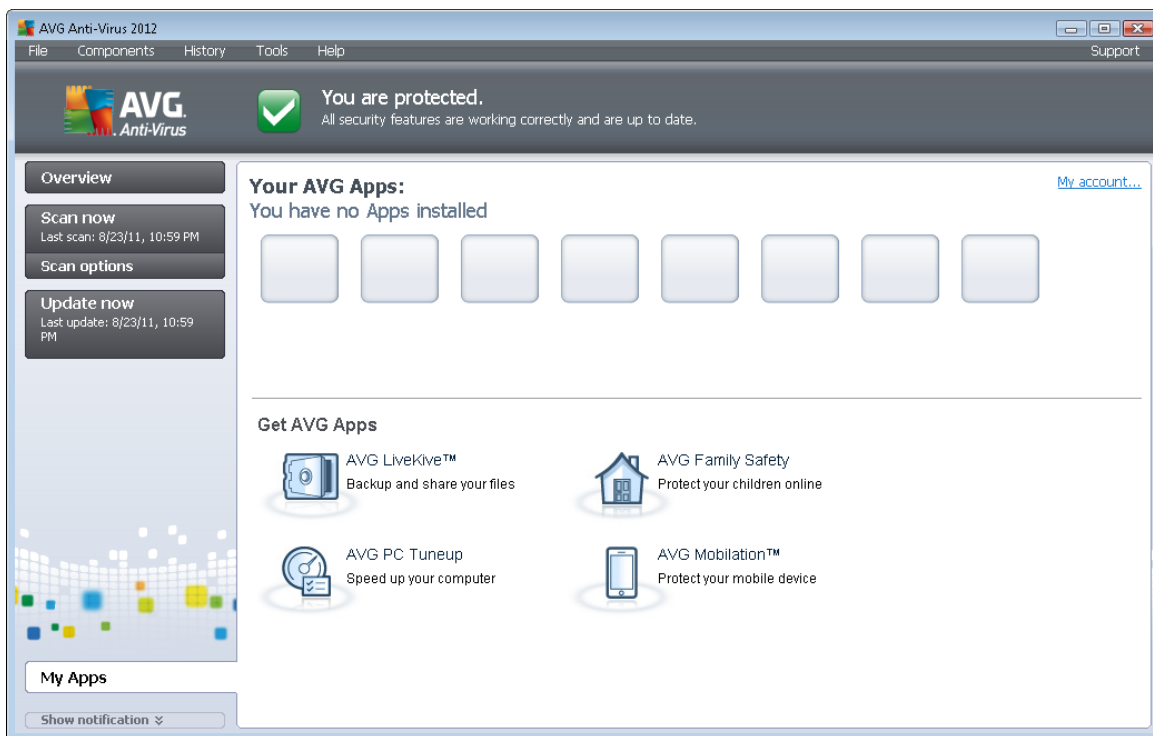 AVG Anti-Virus 2012
File Components History Tools Help Support
AVG.
Anti-Virus
You are protected.
All security features are working correctly and are up to date.
Overview
Scan now
Last scan: 8/23/11, 10:59 PM
Scan options
Update now
Last update: 8/23/11, 10:59
PM
My Apps
Show notification
Your AVG Apps:
My account...
You have no Apps installed
Get AVG Apps
AVG LiveKive™
Backup and share your files
AVG Family Safety
Protect your children online
AVG PC Tuneup
Speed up your computer
AVG Mobilation™
Protect your mobile device